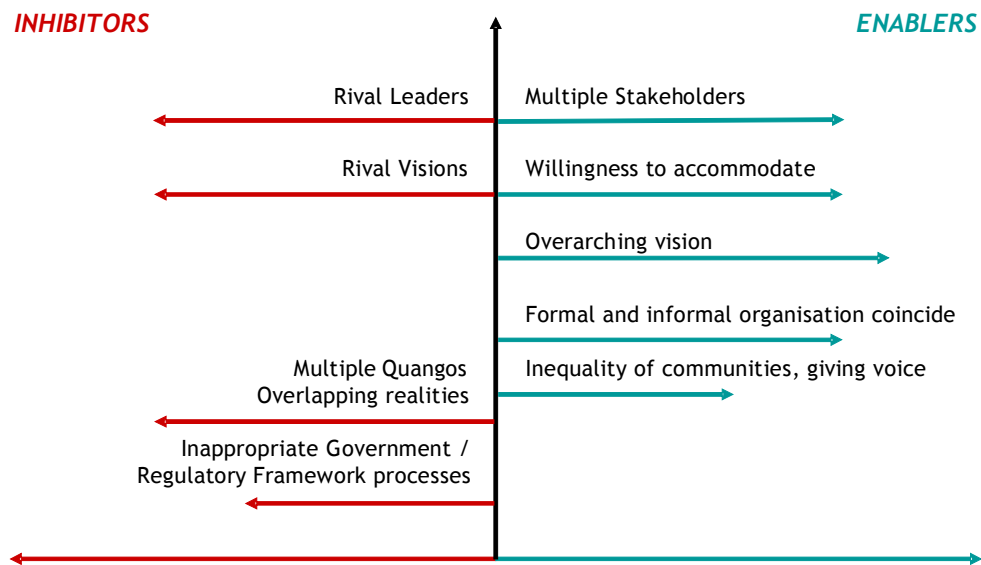 INHIBITORS
ENABLERS
Rival Leaders
Multiple Stakeholders
Rival Visions
Willingness to accommodate
Overarching vision
Formal and informal organisation coincide
Multiple Quangos
Overlapping realities
Inequality of communities, giving voice
Inappropriate Government /
Regulatory Framework processes